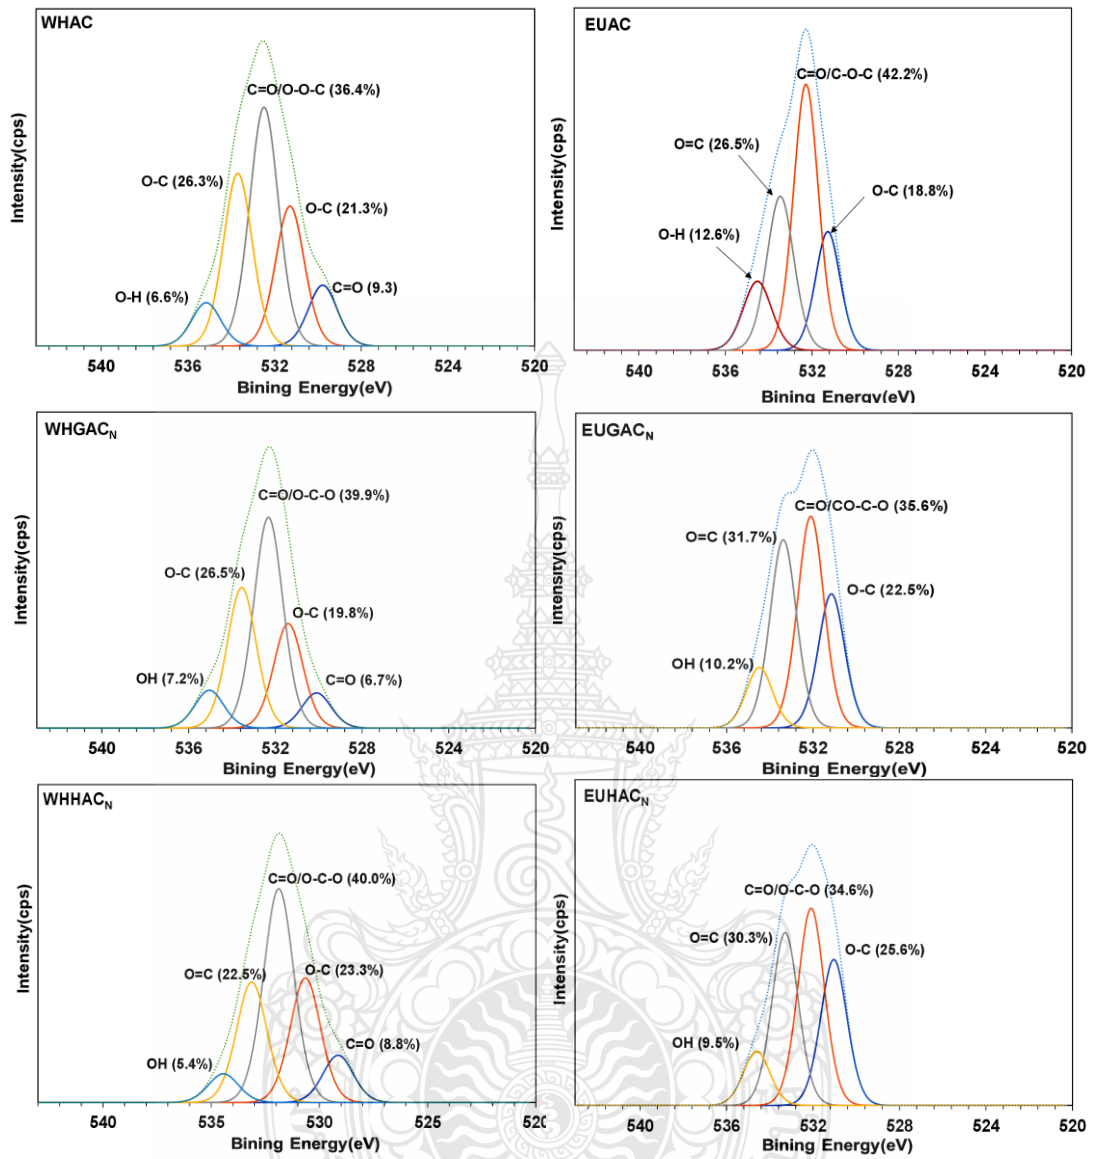 WHAC
C=O/O-O-C (36.4%)
O-C (26.3%)
O-C (21.3%)
O-H (6.6%)
C=O (9.3)
Intensity(cps)
540 536 532 528 524 520
Bining Energy(eV)
EUAC
C=O/C-O-C (42.2%)
O=C (26.5%)
O-C (18.8%)
O-H (12.6%)
Intensity(cps)
540 536 532 528 524 520
Bining Energy(eV)
WHGACN
C=O/O-C-O (39.9%)
O-C (26.5%)
O-C (19.8%)
OH (7.2%)
C=O (6.7%)
Intensity(cps)
540 536 532 528 524 520
Bining Energy(eV)
EUGACN
C=O/CO-C-O (35.6%)
O=C (31.7%)
O-C (22.5%)
OH (10.2%)
Intensity(cps)
540 536 532 528 524 520
Bining Energy(eV)
WHHACN
C=O/O-C-O (40.0%)
O=C (22.5%)
O-C (23.3%)
OH (5.4%)
C=O (8.8%)
Intensity(cps)
540 535 530 525 520
Bining Energy(eV)
EUHACN
C=O/O-C-O (34.6%)
O=C (30.3%)
O-C (25.6%)
OH (9.5%)
Intensity(cps)
540 536 532 528 524 520
Bining Energy(eV)